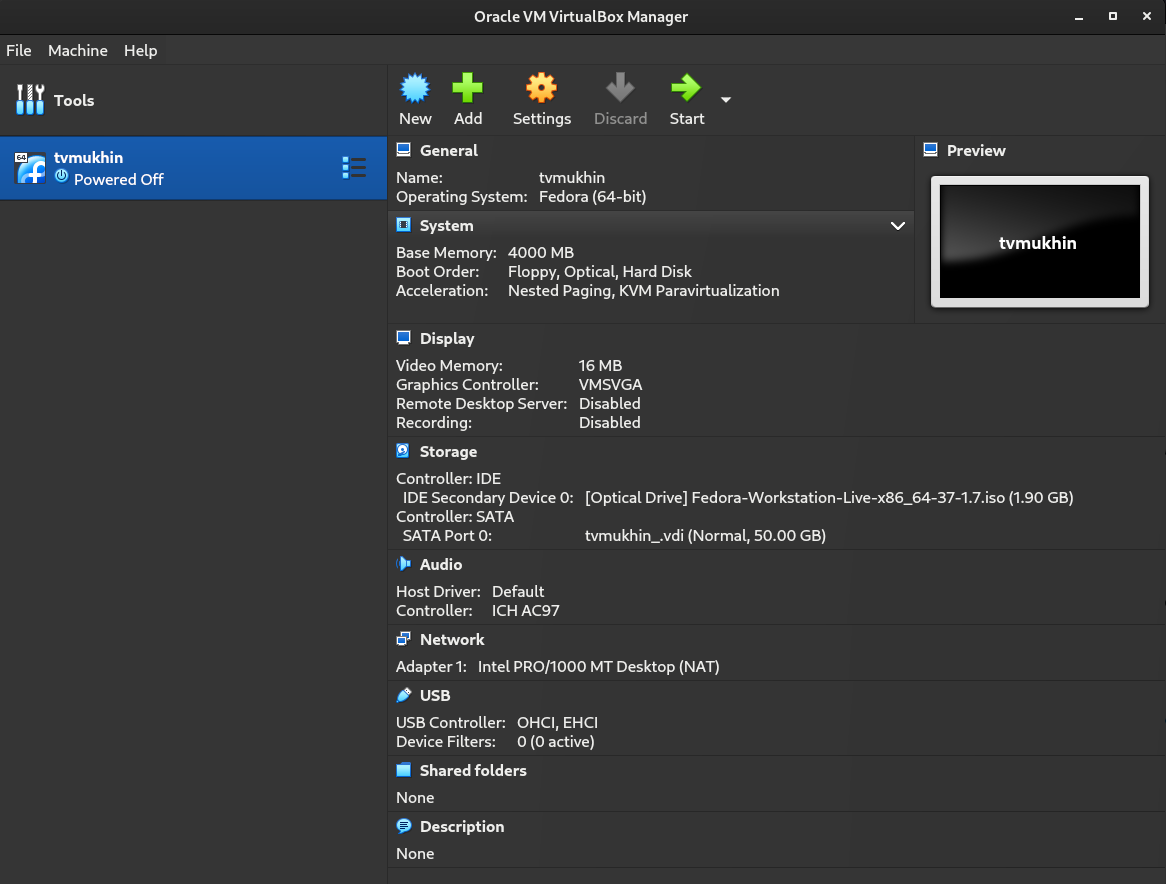 Oracle VM VirtualBox Manager
File Machine Help
Tools
New Add Settings Discard Start
64
tvmukhin
Powered Off
General
Name: tvmukhin
Operating System: Fedora (64-bit)
System
Base Memory: 4000 MB
Boot Order: Floppy, Optical, Hard Disk
Acceleration: Nested Paging, KVM Paravirtualization
Preview
tvmukhin
Display
Video Memory: 16 MB
Graphics Controller: VMSVGA
Remote Desktop Server: Disabled
Recording: Disabled
Storage
Controller: IDE
IDE Secondary Device 0: [Optical Drive] Fedora-Workstation-Live-x86_64-37-1.7.iso (1.90 GB)
Controller: SATA
SATA Port 0: tvmukhin_.vdi (Normal, 50.00 GB)
Audio
Host Driver: Default
Controller: ICH AC97
Network
Adapter 1: Intel PRO/1000 MT Desktop (NAT)
USB
USB Controller: OHCI, EHCI
Device Filters: 0 (0 active)
Shared folders
None
Description
None